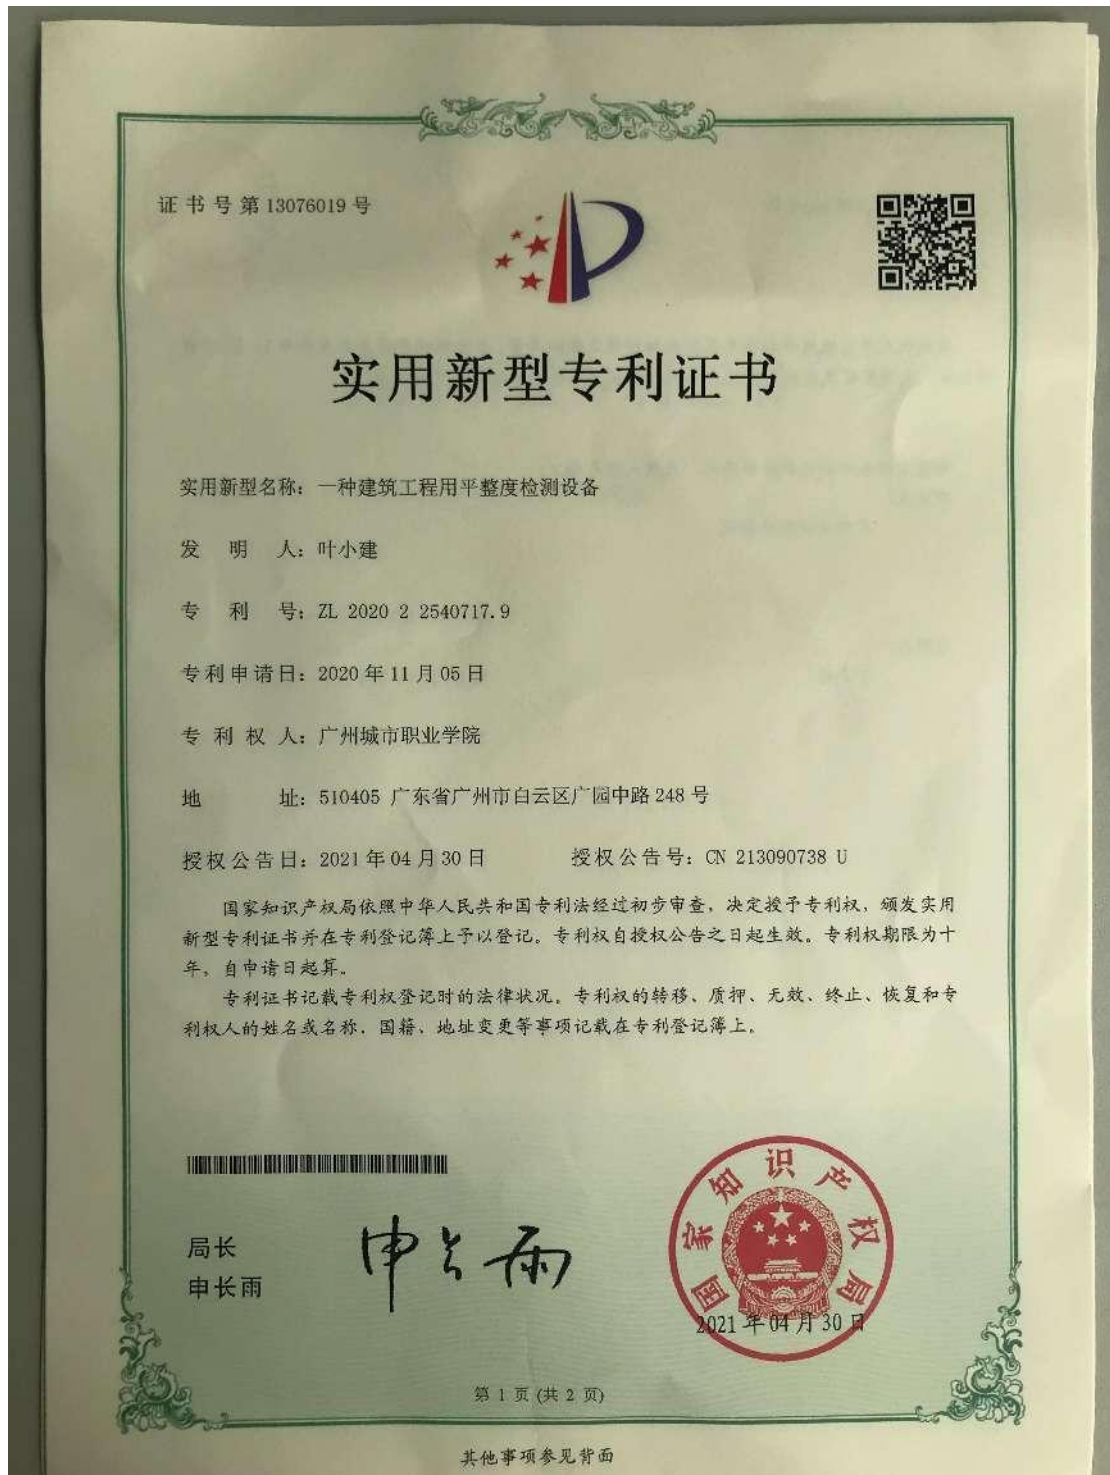 证书号第13076019号
实用新型专利证书
实用新型名称：一种建筑工程用平整度检测设备
发明人：叶小建
专利号：ZL 2020 2 2540717.9
专利申请日：2020年11月05日
专利权人：广州城市职业学院
地址：510405 广东省广州市白云区广园中路248号
授权公告日：2021年04月30日 授权公告号：CN 213090738 U
国家知识产权局依照中华人民共和国专利法经过初步审查，决定授予专利权，颁发实用
新型专利证书并在专利登记簿上予以登记。专利权自授权公告之日起生效。专利权期限为十
年，自申请日起算。
专利证书记载专利权登记时的法律状况。专利权的转移、质押、无效、终止、恢复和专
利权人的姓名或名称、国籍、地址变更等事项记载在专利登记簿上。
局长
申长雨
申长雨
国家知识产权局
2021年04月30日
第1页(共2页)
其他事项参见背面